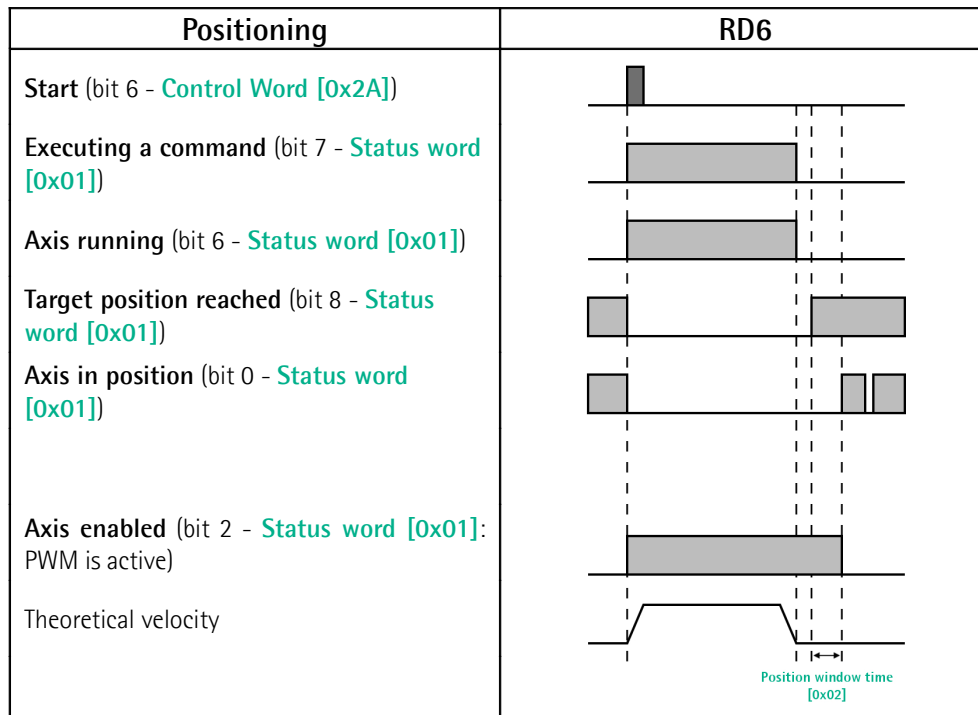 Positioning
RD6
Start (bit 6 - Control Word [0x2A])
Executing a command (bit 7 - Status word
[0x01])
Axis running (bit 6 - Status word [0x01])
Target position reached (bit 8 - Status
word [0x01])
Axis in position (bit 0 - Status word
[0x01])
Axis enabled (bit 2 - Status word [0x01]:
PWM is active)
Theoretical velocity
Position window time
[0x02]